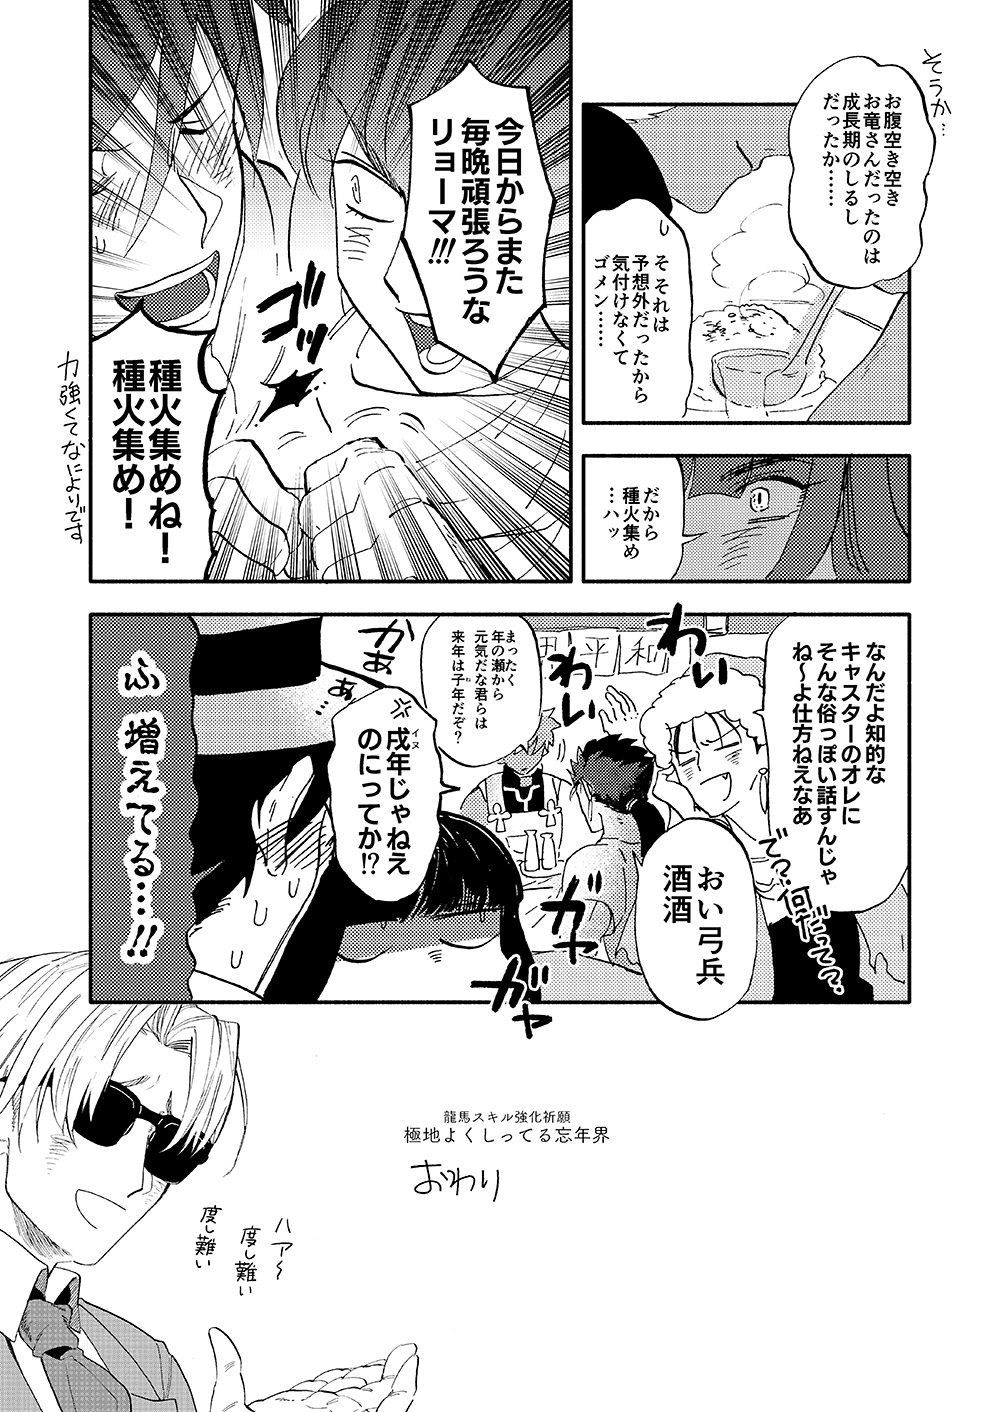 お腹空き空き
お竜さんだったのは
成長期のしるし
だったか……
そうか…
そ それは
予想外だったから
気付けなくて
ゴメン……
だから
種火集め
…ハッ
今日からまた
毎晩頑張ろうな
リョーマ!!!
ガシッ
種火集めね！
種火集め！
力強くてなによりです
なんだよ知的な
キャスターのオレに
そんな俗っぽい話すんじゃ
ね〜よ仕方ねえなあ
で？何だって？
おい弓兵
酒酒
平和
わい
わい
まったく
年の瀬から
元気だな君らは
来年は子年だぞ？
ね
戌年じゃねえ
のにってか!?
イヌ
ガヤ
ガヤ
かあ
ぁぁ…
ふ 増えてる…!!!
龍馬スキル強化祈願
極地よくしってる忘年界
おわり
ハア〜
度し難い
度し難い